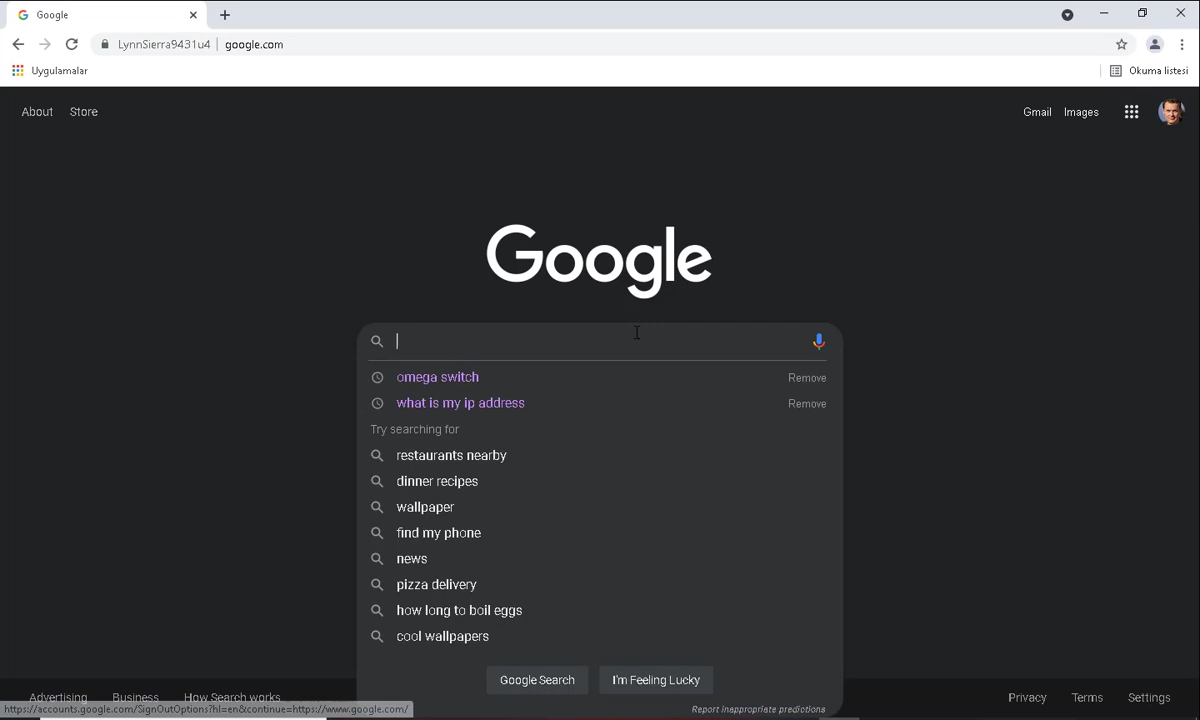 Google
LynnSierra9431u4 google.com
Uygulamalar
Okuma listesi
About Store
Gmail Images
Google
omega switch Remove
what is my ip address Remove
Try searching for
restaurants nearby
dinner recipes
wallpaper
find my phone
news
pizza delivery
how long to boil eggs
cool wallpapers
Google Search I'm Feeling Lucky
Report inappropriate predictions
Advertising Business How Search works
Privacy Terms Settings
https://accounts.google.com/SignOutOptions?hl=en&continue=https://www.google.com/